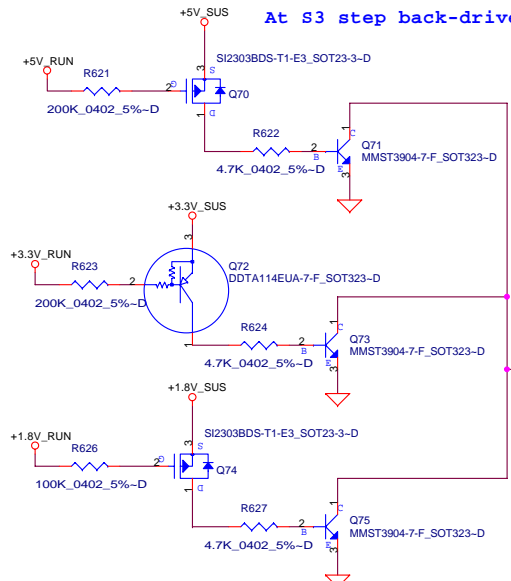 At S3 step back-drive
+5V_SUS
SI2303BDS-T1-E3_SOT23-3~D
+5V_RUN
R621
S
3
2
G
Q70
200K_0402_5%~D
1
D
R622
1
C
2
B
Q71
MMST3904-7-F_SOT323~D
4.7K_0402_5%~D
E
3
+3.3V_SUS
3
+3.3V_RUN
R623
2
Q72
DDTA114EUA-7-F_SOT323~D
200K_0402_5%~D
1
R624
1
C
2
B
Q73
MMST3904-7-F_SOT323~D
4.7K_0402_5%~D
E
3
+1.8V_SUS
SI2303BDS-T1-E3_SOT23-3~D
+1.8V_RUN
R626
S
3
2
G
Q74
100K_0402_5%~D
1
D
R627
1
C
2
B
Q75
MMST3904-7-F_SOT323~D
4.7K_0402_5%~D
E
3